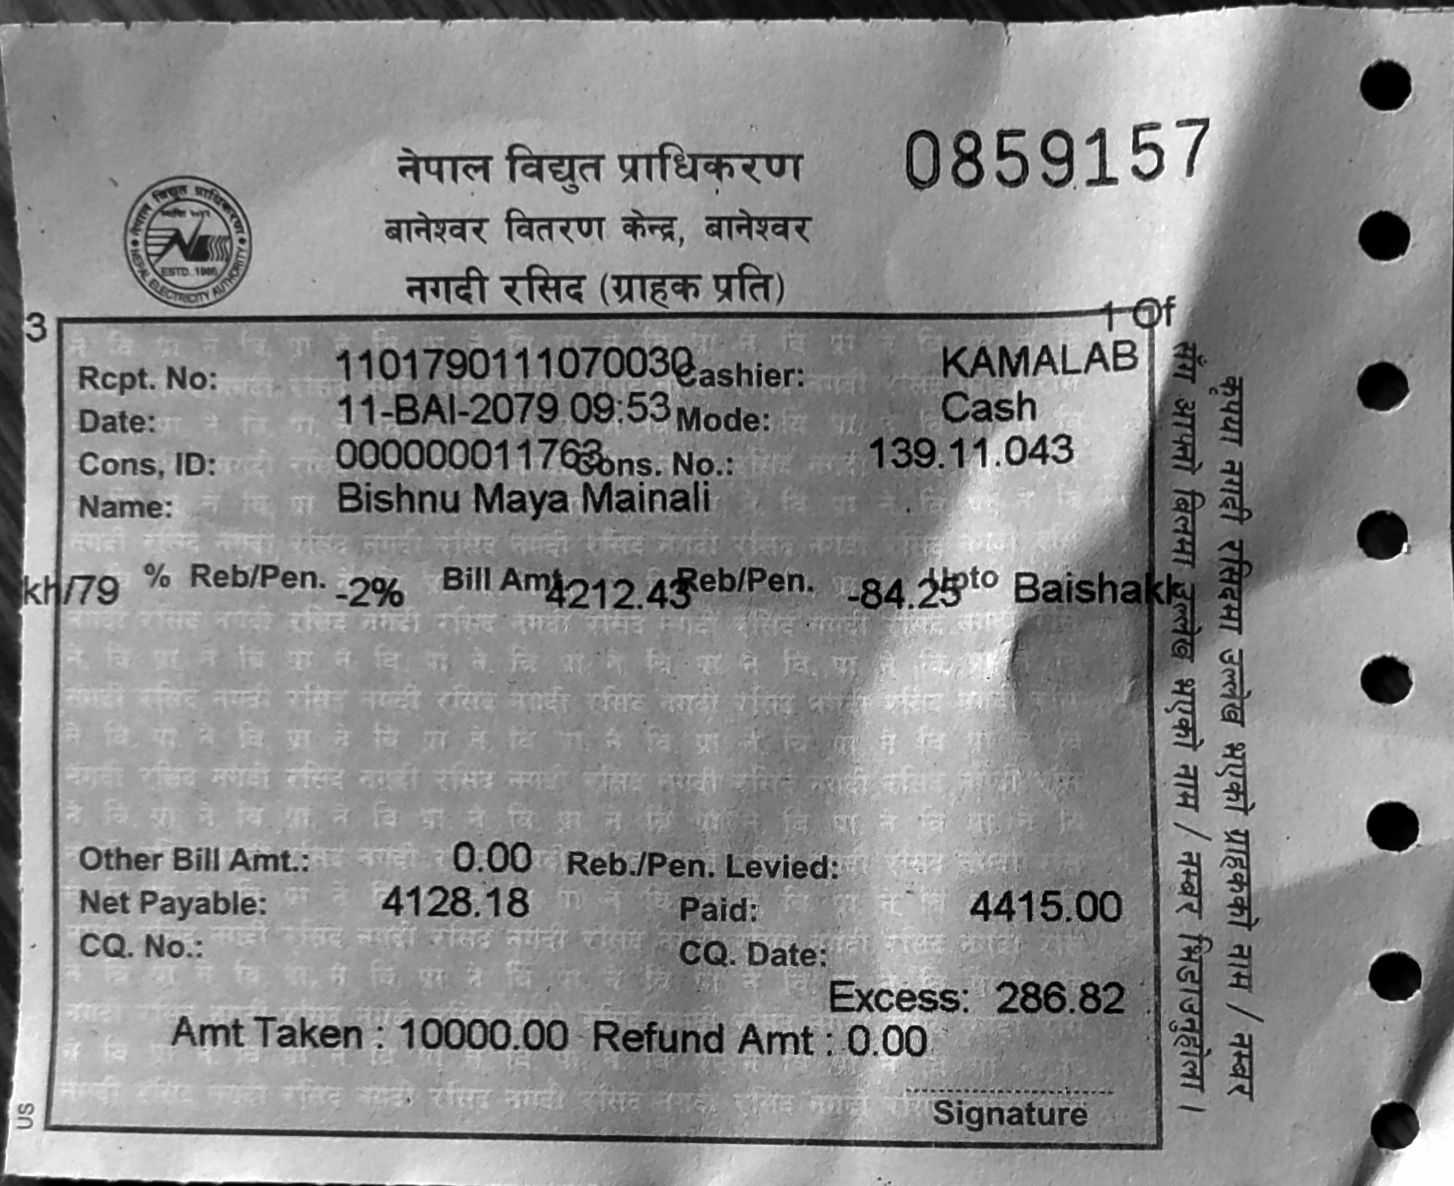 0859157
नेपाल विद्युत प्राधिकरण
बानेश्वर वितरण केन्द्र, बानेश्वर
नगदी रसिद (ग्राहक प्रति)
नेपाल विद्युत प्राधिकरण
ESTD. 1985
NEPAL ELECTRICITY AUTHORITY
3 1 Of
Rcpt. No: 1101790111070030 Cashier: KAMALAB
Date: 11-BAI-2079 09:53 Mode: Cash
Cons, ID: 000000011763 Cons. No.: 139.11.043
Name: Bishnu Maya Mainali
kh/79 % Reb/Pen. -2% Bill Amt 4212.43 Reb/Pen. -84.25 Upto Baishakh
Other Bill Amt.: 0.00 Reb./Pen. Levied:
Net Payable: 4128.18 Paid: 4415.00
CQ. No.: CQ. Date:
Excess: 286.82
Amt Taken : 10000.00 Refund Amt : 0.00
Signature
US
कृपया नगदी रसिदमा उल्लेख भएको ग्राहकको नाम / नम्बर
सँग आफ्नो बिलमा उल्लेख भएको नाम / नम्बर भिडाउनुहोला ।